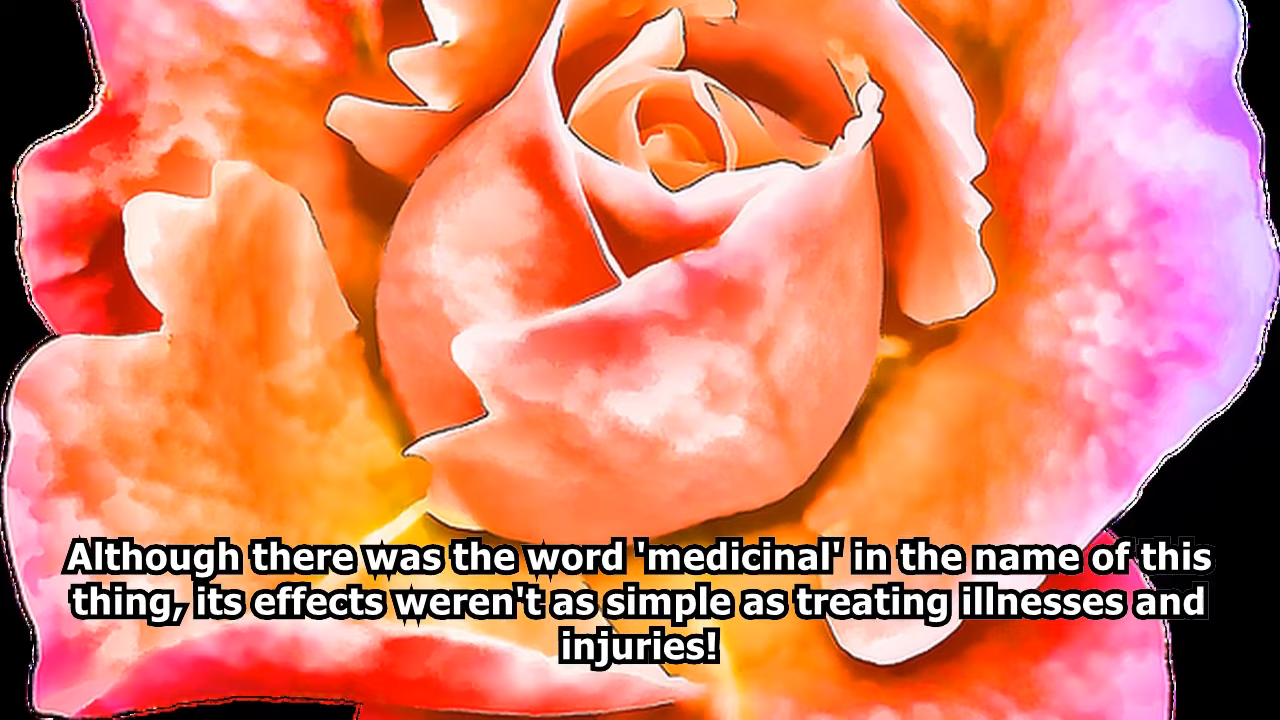 Although there was the word 'medicinal' in the name of this
thing, its effects weren't as simple as treating illnesses and
injuries!